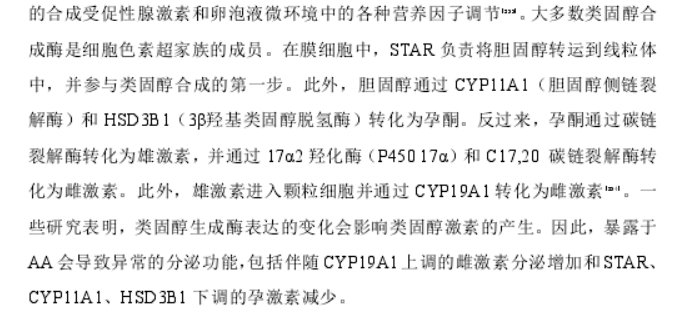 的合成受促性腺激素和卵泡液微环境中的各种营养因子调节。大多数类固醇合
成酶是细胞色素超家族的成员。在膜细胞中，STAR 负责将胆固醇转运到线粒体
中，并参与类固醇合成的第一步。此外，胆固醇通过 CYP11A1（胆固醇侧链裂
解酶）和 HSD3B1（3β羟基类固醇脱氢酶）转化为孕酮。反过来，孕酮通过碳链
裂解酶转化为雄激素，并通过 17α2 羟化酶（P450 17α）和 C17,20 碳链裂解酶转
化为雌激素。此外，雄激素进入颗粒细胞并通过 CYP19A1 转化为雌激素。一
些研究表明，类固醇生成酶表达的变化会影响类固醇激素的产生。因此，暴露于
AA 会导致异常的分泌功能，包括伴随 CYP19A1 上调的雌激素分泌增加和 STAR、
CYP11A1、HSD3B1 下调的孕激素减少。